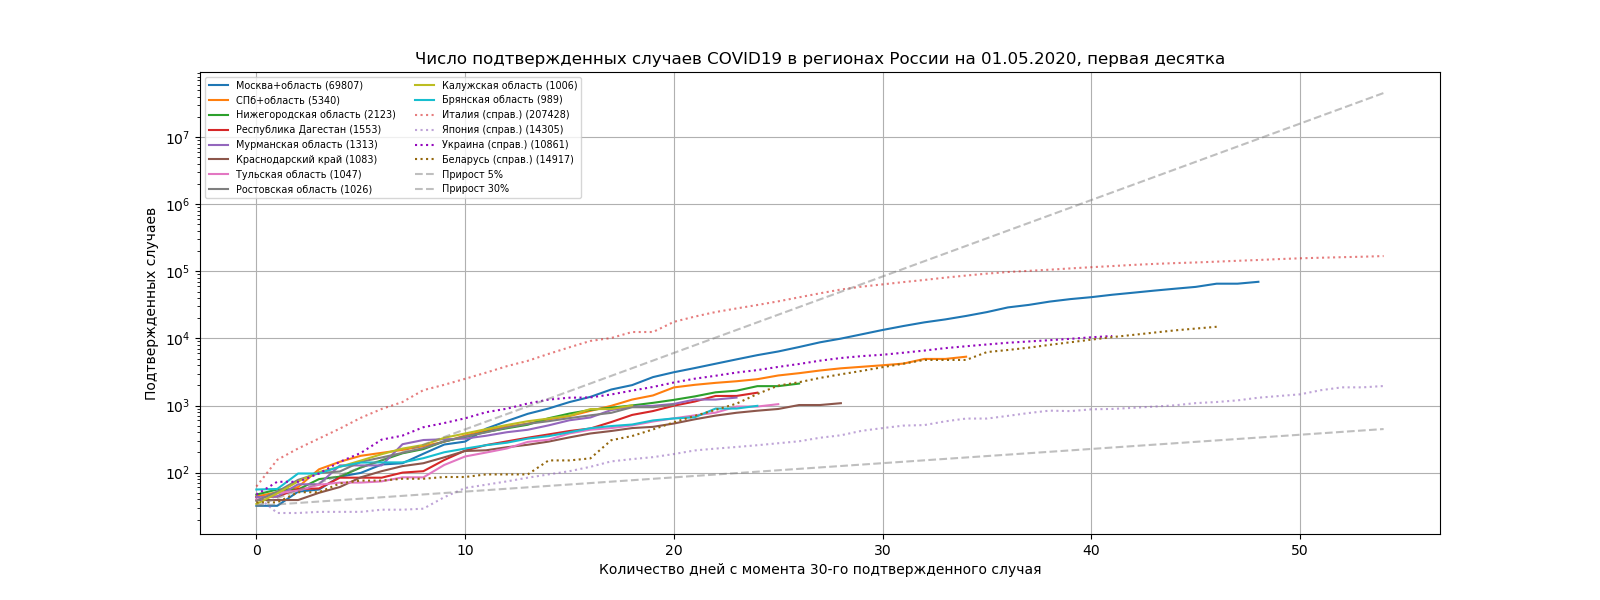 Число подтвержденных случаев COVID19 в регионах России на 01.05.2020, первая десятка
Москва+область (69807)
СПб+область (5340)
Нижегородская область (2123)
Республика Дагестан (1553)
Мурманская область (1313)
Краснодарский край (1083)
Тульская область (1047)
Ростовская область (1026)
Калужская область (1006)
Брянская область (989)
Италия (справ.) (207428)
Япония (справ.) (14305)
Украина (справ.) (10861)
Беларусь (справ.) (14917)
Прирост 5%
Прирост 30%
Подтвержденных случаев
10⁷
10⁶
10⁵
10⁴
10³
10²
0 10 20 30 40 50
Количество дней с момента 30-го подтвержденного случая